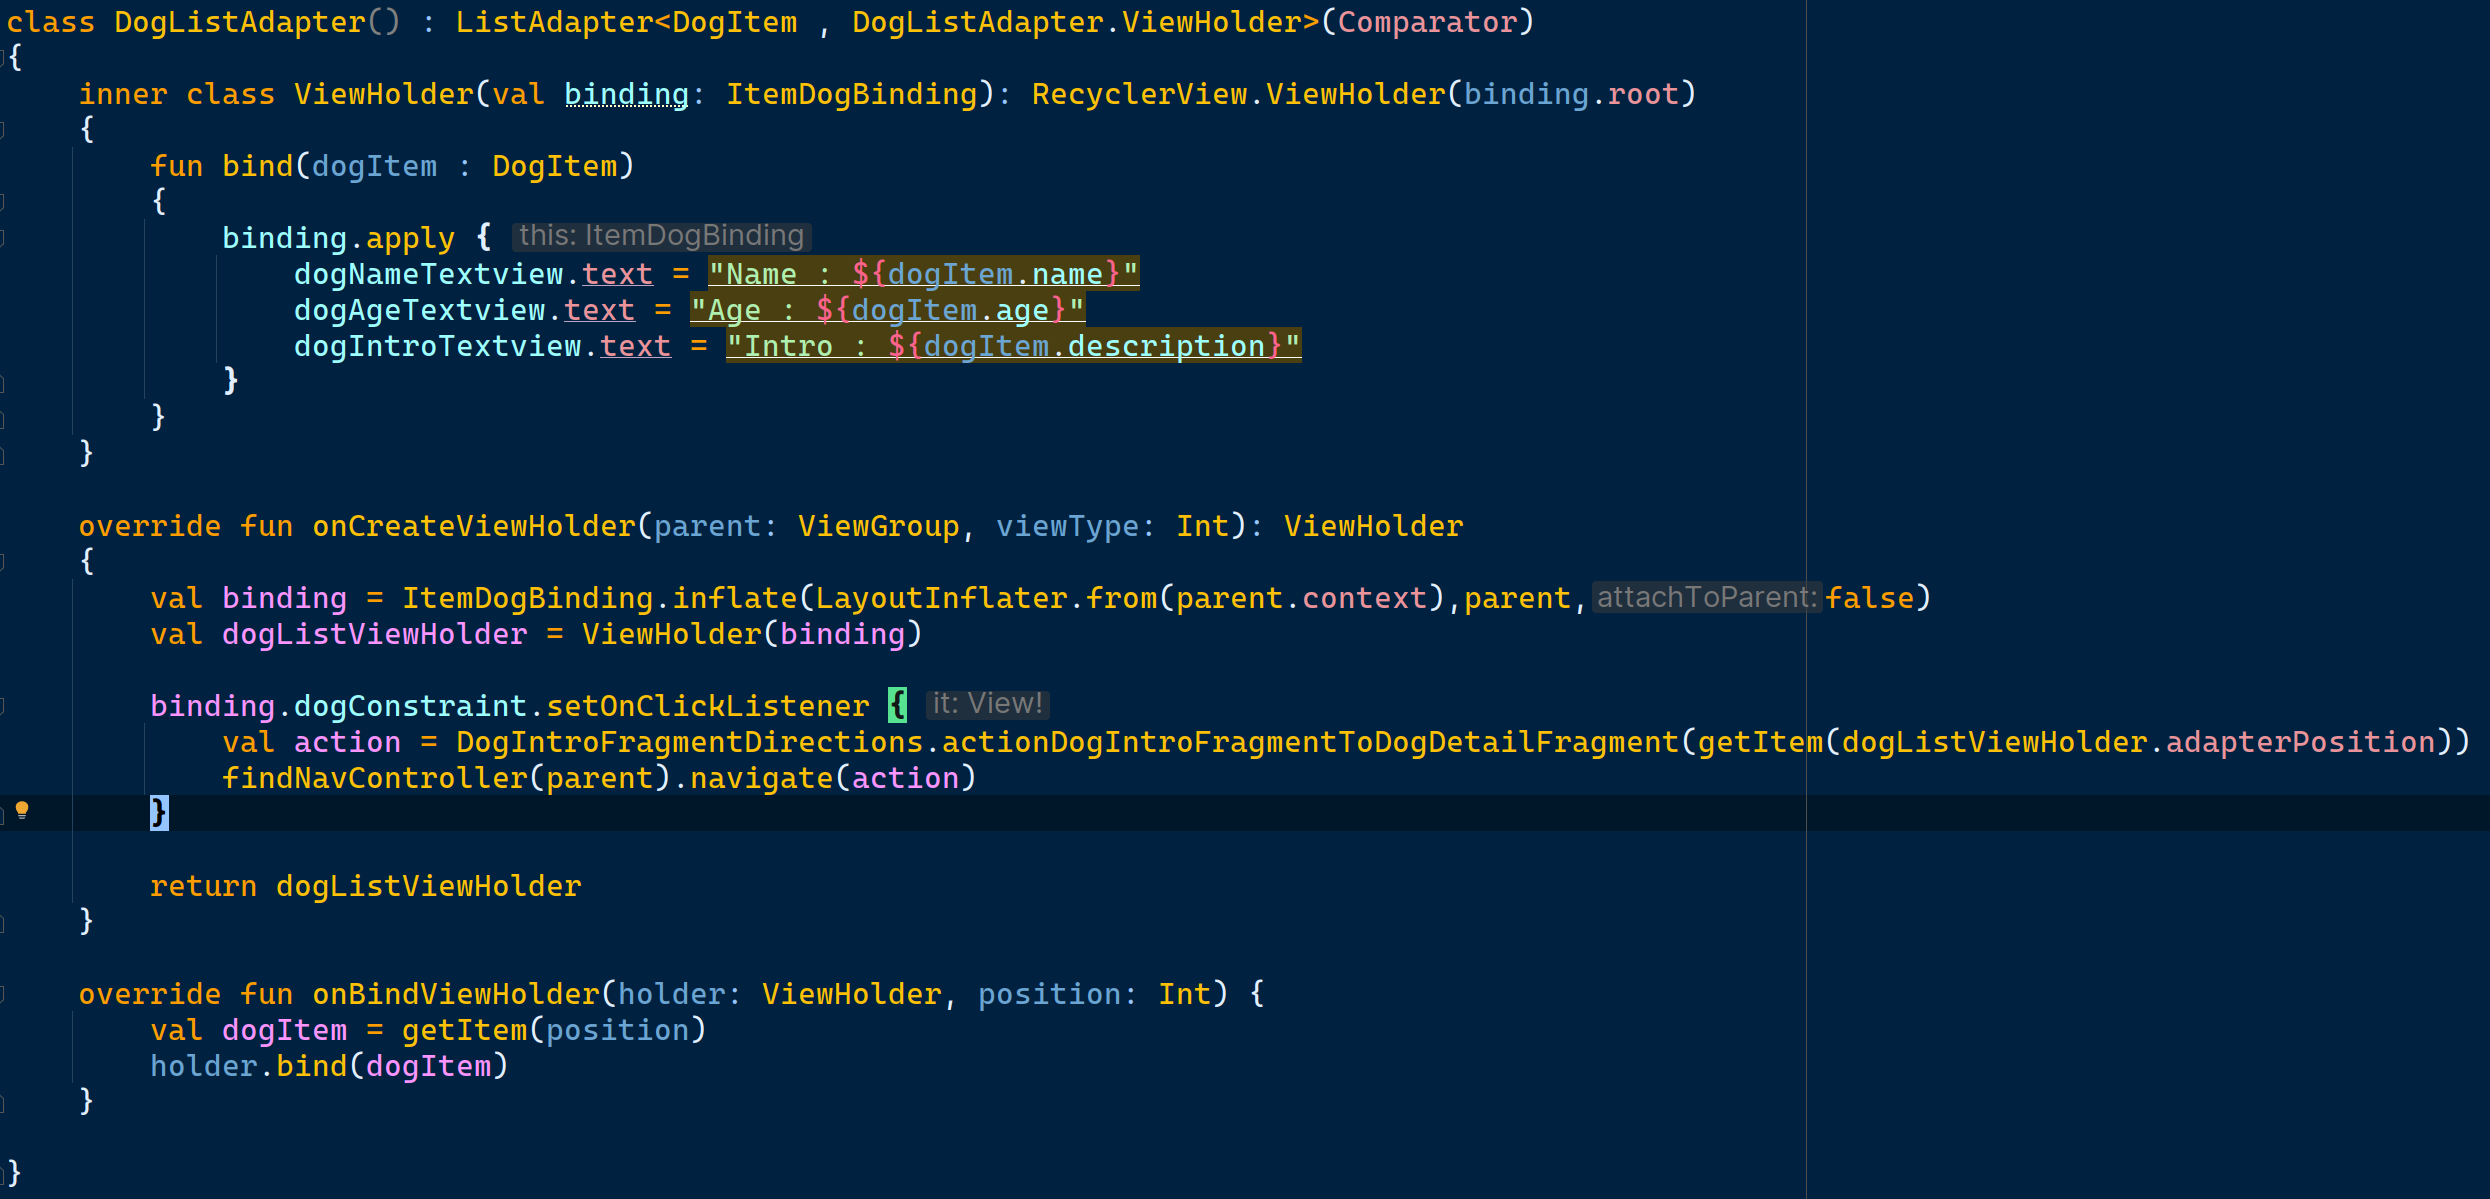 class DogListAdapter() : ListAdapter<DogItem , DogListAdapter.ViewHolder>(Comparator)
{
    inner class ViewHolder(val binding: ItemDogBinding): RecyclerView.ViewHolder(binding.root)
    {
        fun bind(dogItem : DogItem)
        {
            binding.apply { this: ItemDogBinding
                dogNameTextview.text = "Name : ${dogItem.name}"
                dogAgeTextview.text = "Age : ${dogItem.age}"
                dogIntroTextview.text = "Intro : ${dogItem.description}"
            }
        }
    }
    override fun onCreateViewHolder(parent: ViewGroup, viewType: Int): ViewHolder
    {
        val binding = ItemDogBinding.inflate(LayoutInflater.from(parent.context),parent, attachToParent: false)
        val dogListViewHolder = ViewHolder(binding)
        binding.dogConstraint.setOnClickListener { it: View!
            val action = DogIntroFragmentDirections.actionDogIntroFragmentToDogDetailFragment(getItem(dogListViewHolder.adapterPosition))
            findNavController(parent).navigate(action)
        }
        return dogListViewHolder
    }
    override fun onBindViewHolder(holder: ViewHolder, position: Int) {
        val dogItem = getItem(position)
        holder.bind(dogItem)
    }
}